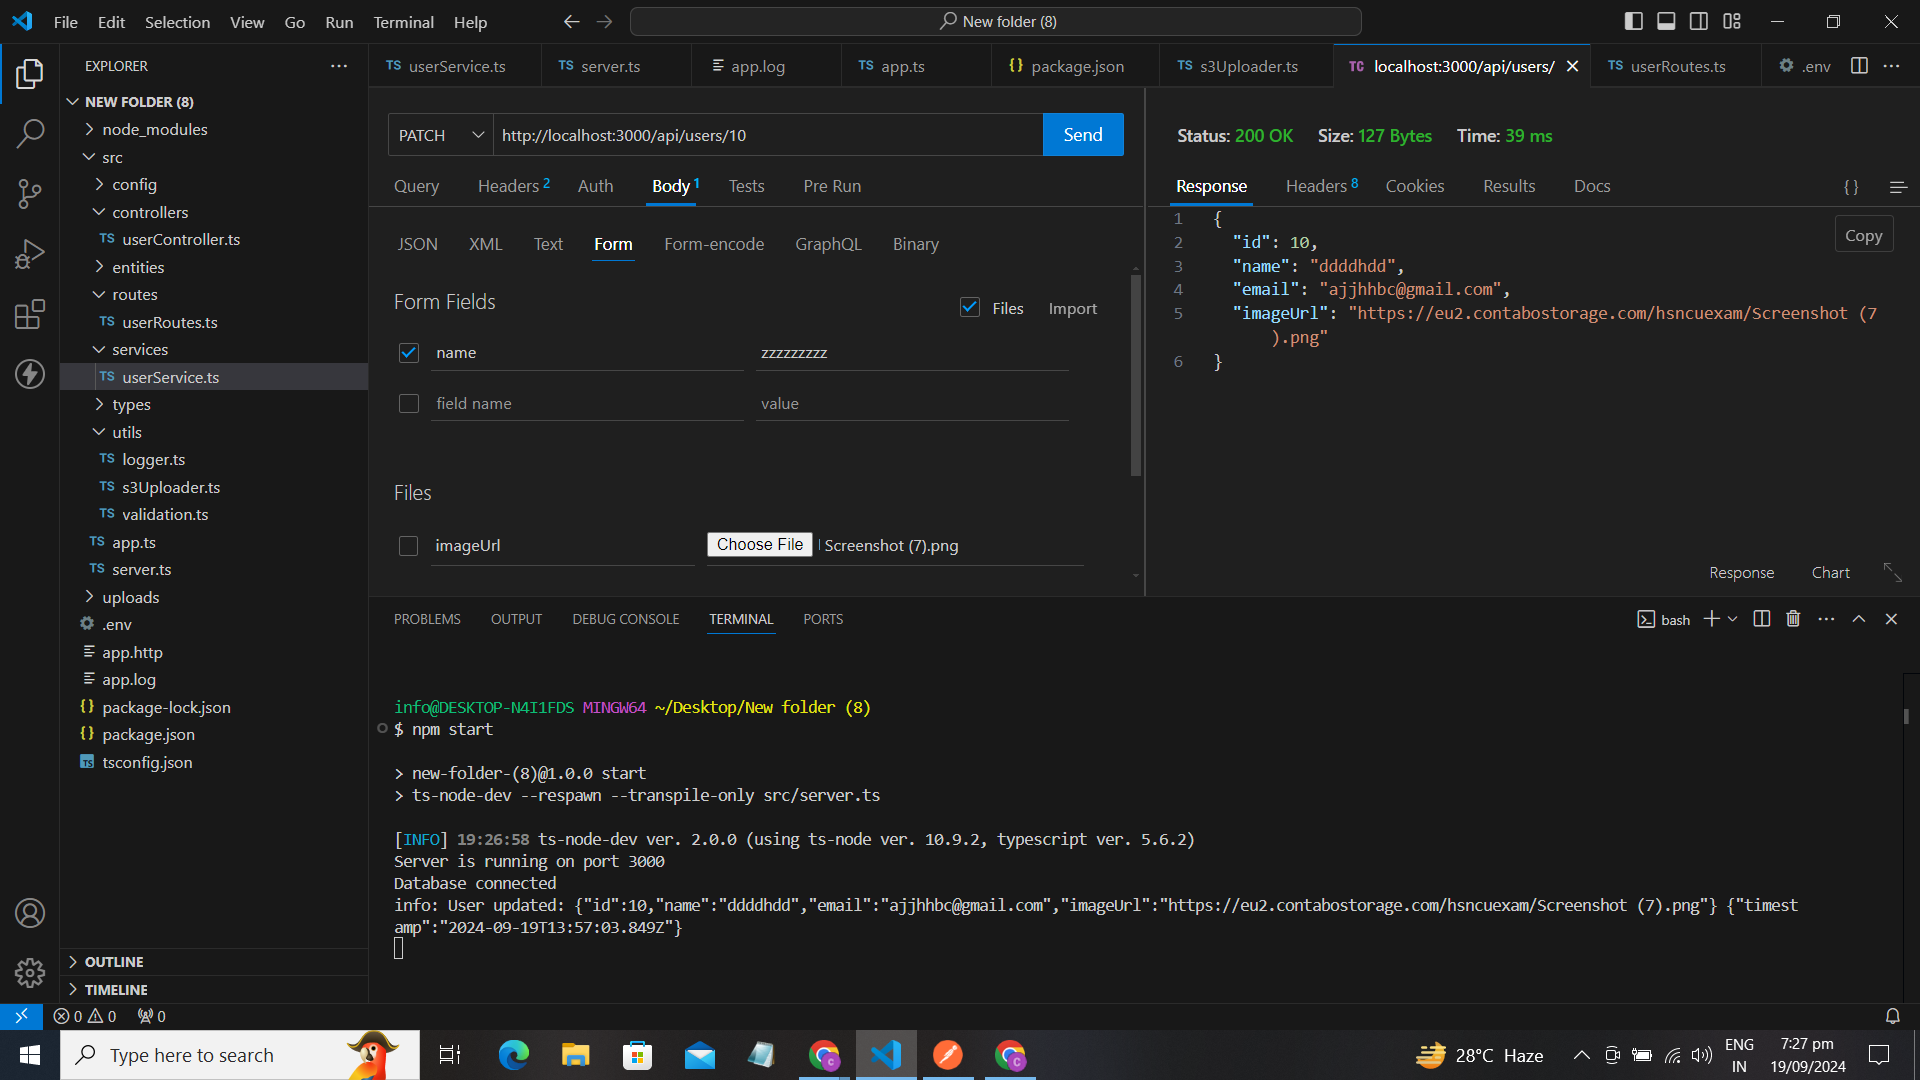 File Edit Selection View Go Run Terminal Help
New folder (8)
EXPLORER
NEW FOLDER (8)
node_modules
src
config
controllers
TS userController.ts
entities
routes
TS userRoutes.ts
services
TS userService.ts
types
utils
TS logger.ts
TS s3Uploader.ts
TS validation.ts
TS app.ts
TS server.ts
uploads
.env
app.http
app.log
{} package-lock.json
{} package.json
TS tsconfig.json
OUTLINE
TIMELINE
TS userService.ts TS server.ts app.log TS app.ts {} package.json TS s3Uploader.ts TC localhost:3000/api/users/ TS userRoutes.ts .env
PATCH http://localhost:3000/api/users/10 Send
Query Headers 2 Auth Body 1 Tests Pre Run
JSON XML Text Form Form-encode GraphQL Binary
Form Fields Files Import
name zzzzzzzzz
field name value
Files
imageUrl Choose File Screenshot (7).png
Status: 200 OK Size: 127 Bytes Time: 39 ms
Response Headers 8 Cookies Results Docs {}
Copy
1 {
2 "id": 10,
3 "name": "ddddhdd",
4 "email": "ajjhhbc@gmail.com",
5 "imageUrl": "https://eu2.contabostorage.com/hsncuexam/Screenshot (7
).png"
6 }
Response Chart
PROBLEMS OUTPUT DEBUG CONSOLE TERMINAL PORTS
bash
info@DESKTOP-N4I1FDS MINGW64 ~/Desktop/New folder (8)
$ npm start
> new-folder-(8)@1.0.0 start
> ts-node-dev --respawn --transpile-only src/server.ts
[INFO] 19:26:58 ts-node-dev ver. 2.0.0 (using ts-node ver. 10.9.2, typescript ver. 5.6.2)
Server is running on port 3000
Database connected
info: User updated: {"id":10,"name":"ddddhdd","email":"ajjhhbc@gmail.com","imageUrl":"https://eu2.contabostorage.com/hsncuexam/Screenshot (7).png"} {"timest
amp":"2024-09-19T13:57:03.849Z"}
0 0 0
Type here to search
28°C Haze
ENG
IN
7:27 pm
19/09/2024